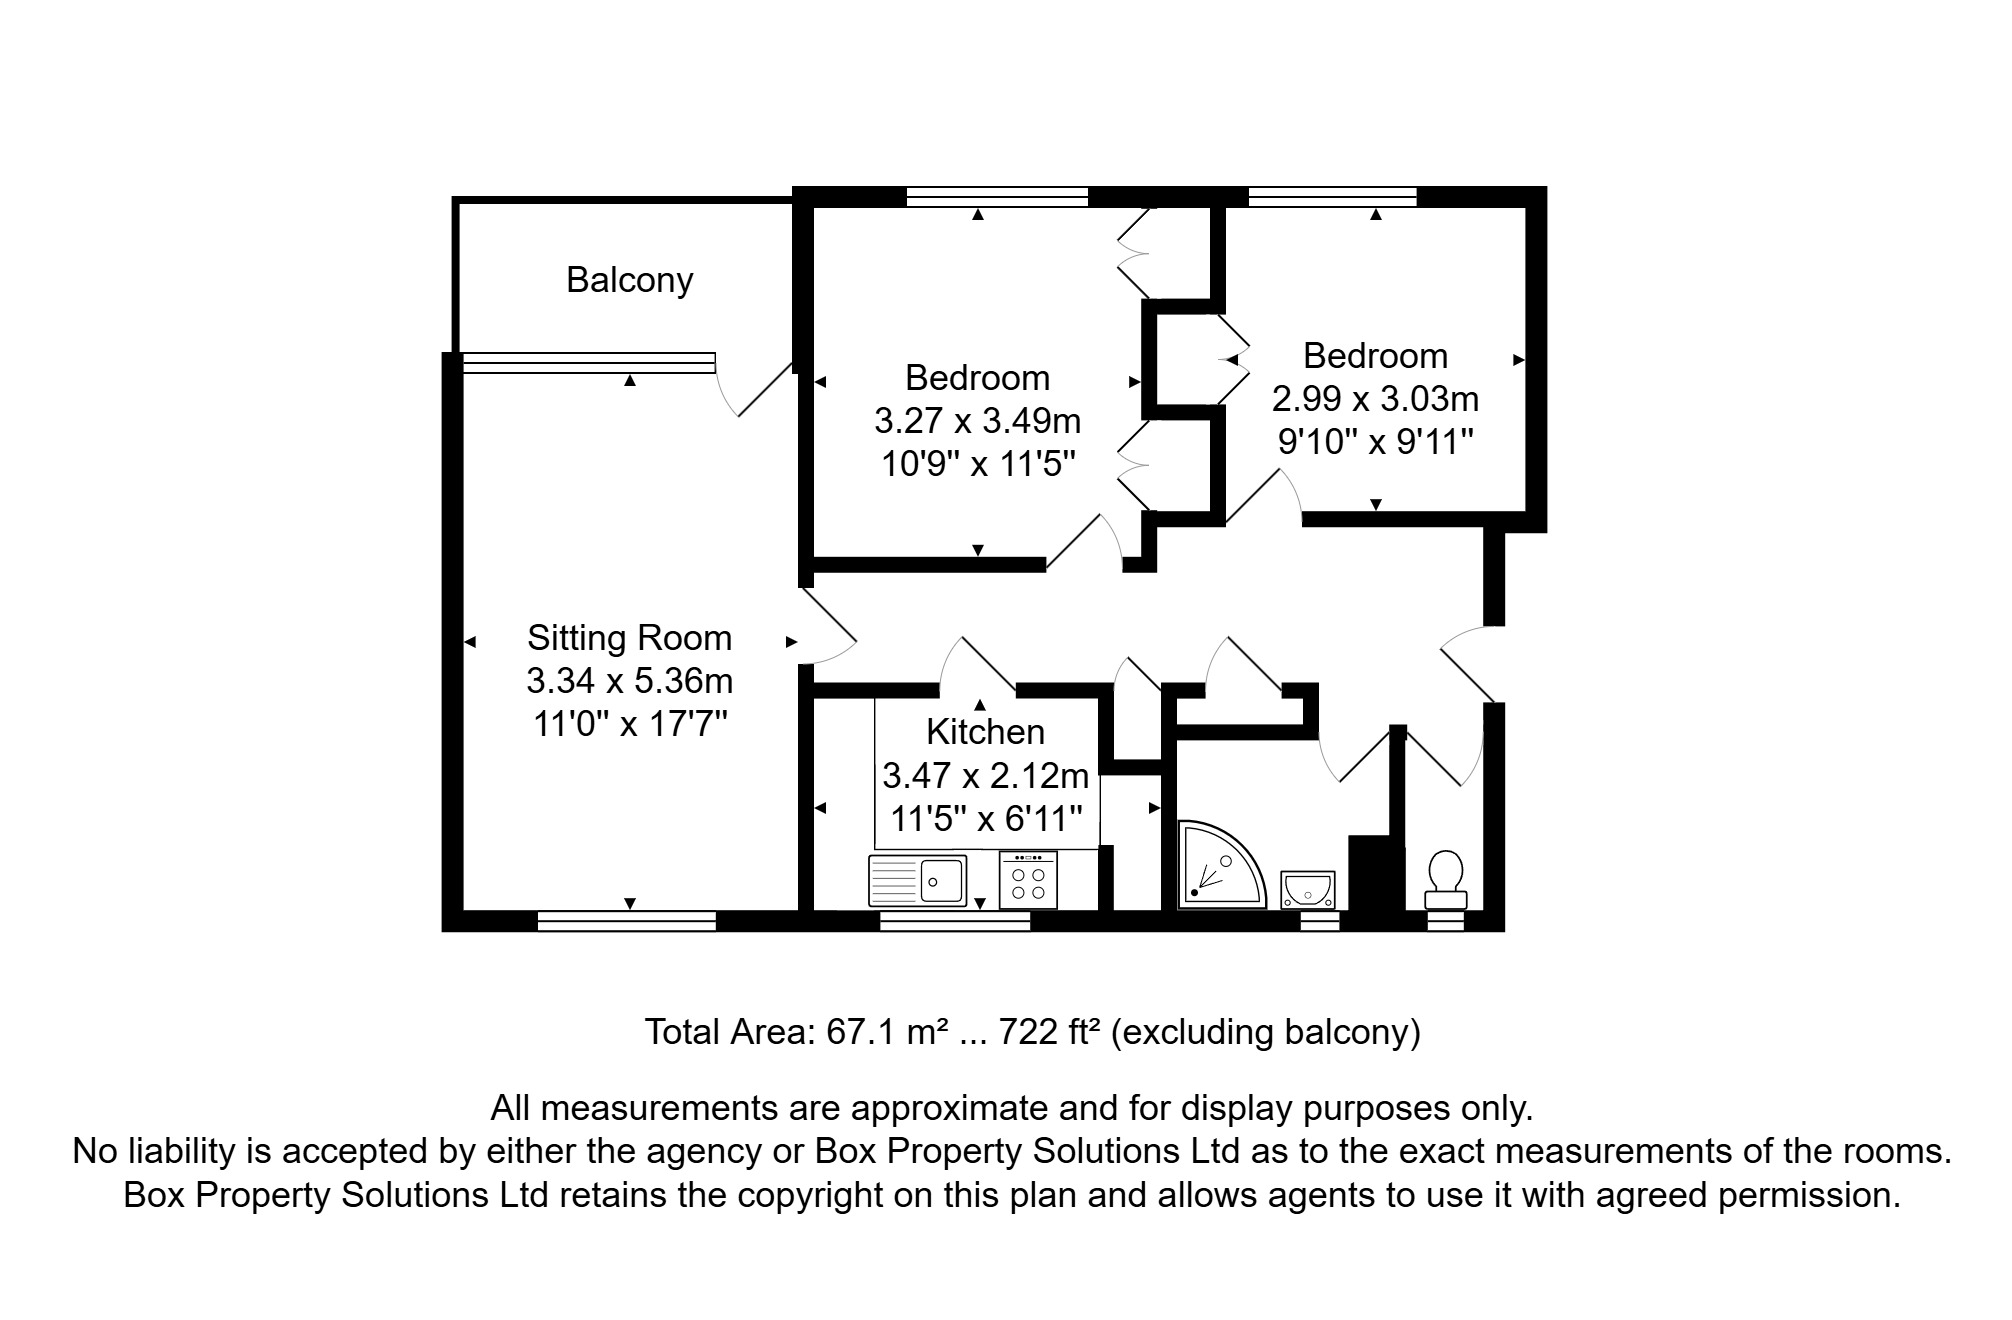 Balcony
Bedroom
3.27 x 3.49m
10'9" x 11'5"
Bedroom
2.99 x 3.03m
9'10" x 9'11"
Sitting Room
3.34 x 5.36m
11'0" x 17'7"
Kitchen
3.47 x 2.12m
11'5" x 6'11"
Total Area: 67.1 m² ... 722 ft² (excluding balcony)
All measurements are approximate and for display purposes only.
No liability is accepted by either the agency or Box Property Solutions Ltd as to the exact measurements of the rooms.
Box Property Solutions Ltd retains the copyright on this plan and allows agents to use it with agreed permission.